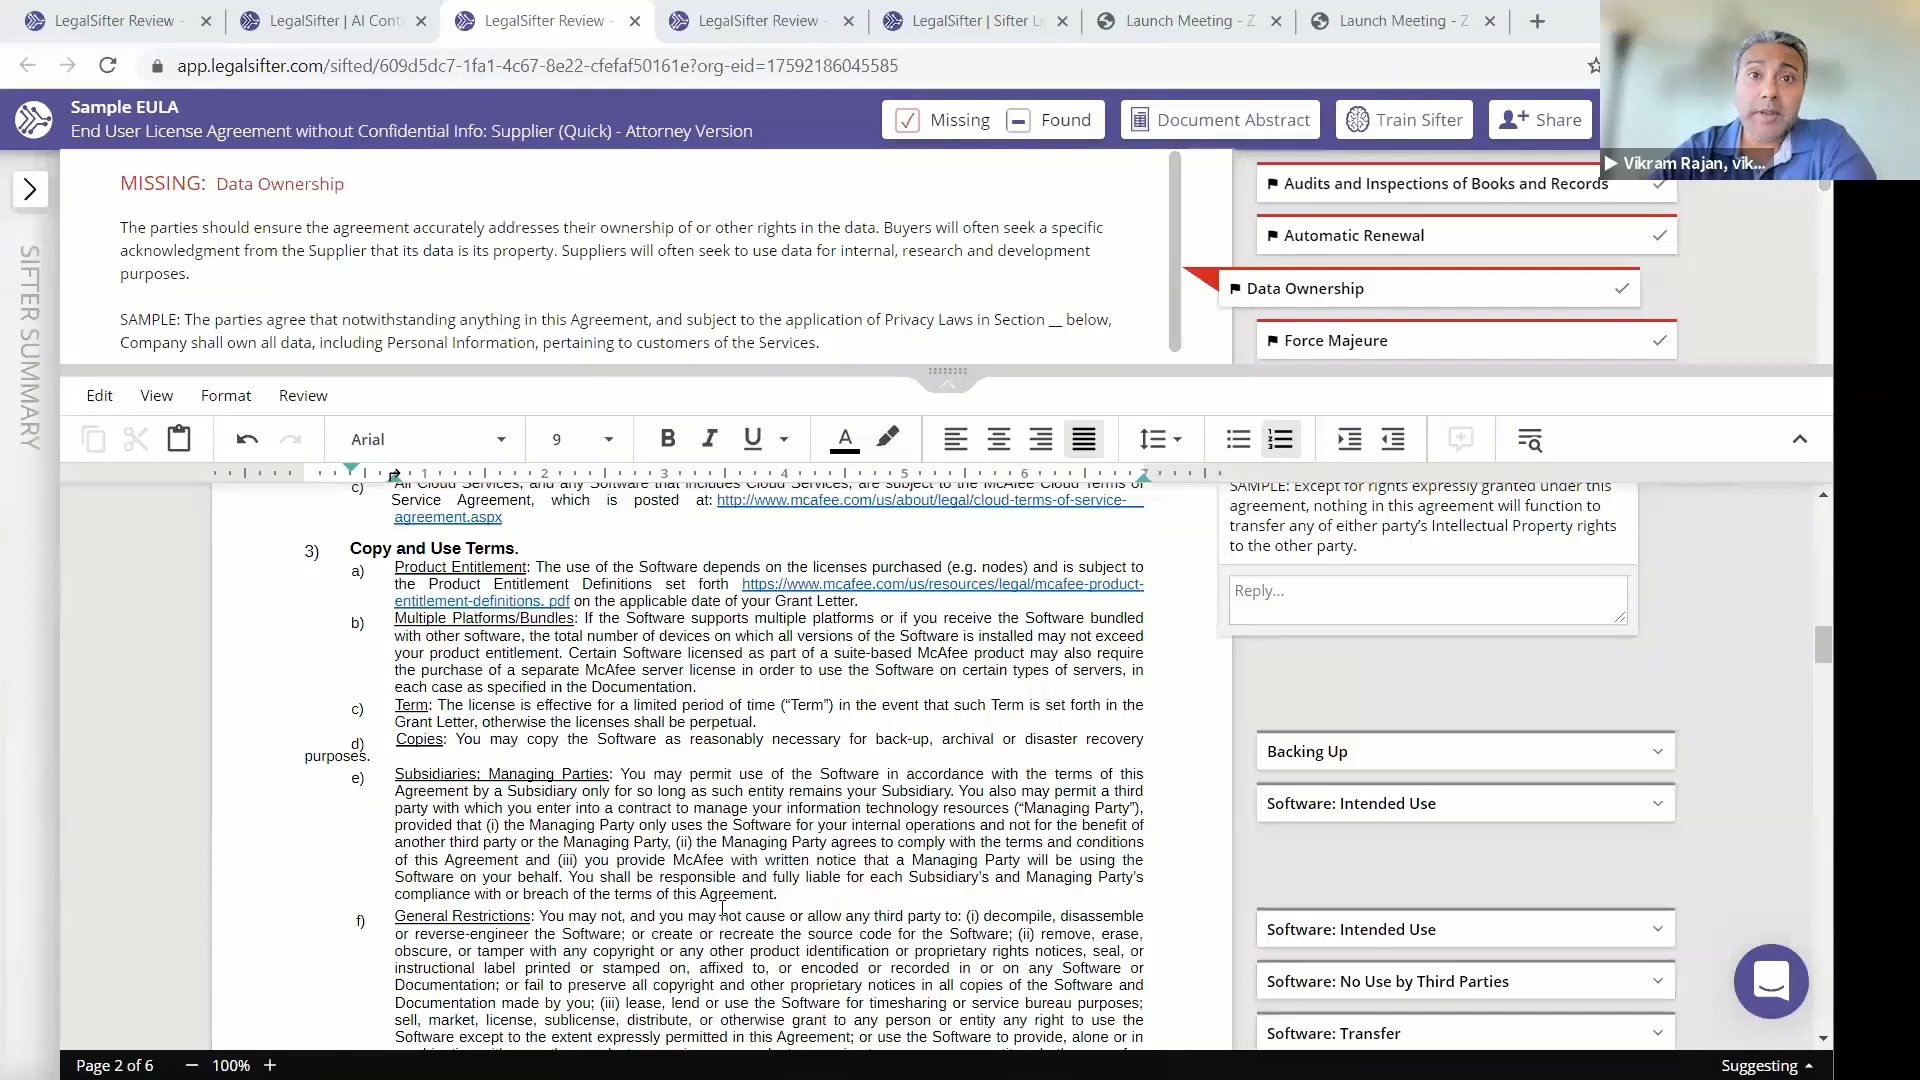 LegalSifter Review -
LegalSifter | AI Cont
LegalSifter Review -
LegalSifter Review -
LegalSifter | Sifter Li
Launch Meeting - Z
Launch Meeting - Z
app.legalsifter.com/sifted/609d5dc7-1fa1-4c67-8e22-cfefaf50161e?org-eid=17592186045585
Sample EULA
End User License Agreement without Confidential Info: Supplier (Quick) - Attorney Version
Missing
Found
Document Abstract
Train Sifter
Share
Vikram Rajan, vik...
SIFTER SUMMARY
MISSING: Data Ownership
The parties should ensure the agreement accurately addresses their ownership of or other rights in the data. Buyers will often seek a specific
acknowledgment from the Supplier that its data is its property. Suppliers will often seek to use data for internal, research and development
purposes.
SAMPLE: The parties agree that notwithstanding anything in this Agreement, and subject to the application of Privacy Laws in Section __ below,
Company shall own all data, including Personal Information, pertaining to customers of the Services.
Audits and Inspections of Books and Records
Automatic Renewal
Data Ownership
Force Majeure
Edit View Format Review
Arial 9 B I U A
1 2 3 4 5 6 7
c) All Cloud Services, and any Software that includes Cloud Services, are subject to the McAfee Cloud Terms of
Service Agreement, which is posted at: http://www.mcafee.com/us/about/legal/cloud-terms-of-service-
agreement.aspx
3) Copy and Use Terms.
a) Product Entitlement: The use of the Software depends on the licenses purchased (e.g. nodes) and is subject to
the Product Entitlement Definitions set forth https://www.mcafee.com/us/resources/legal/mcafee-product-
entitlement-definitions. pdf on the applicable date of your Grant Letter.
b) Multiple Platforms/Bundles: If the Software supports multiple platforms or if you receive the Software bundled
with other software, the total number of devices on which all versions of the Software is installed may not exceed
your product entitlement. Certain Software licensed as part of a suite-based McAfee product may also require
the purchase of a separate McAfee server license in order to use the Software on certain types of servers, in
each case as specified in the Documentation.
c) Term: The license is effective for a limited period of time (“Term”) in the event that such Term is set forth in the
Grant Letter, otherwise the licenses shall be perpetual.
d) Copies: You may copy the Software as reasonably necessary for back-up, archival or disaster recovery
purposes.
e) Subsidiaries; Managing Parties: You may permit use of the Software in accordance with the terms of this
Agreement by a Subsidiary only for so long as such entity remains your Subsidiary. You also may permit a third
party with which you enter into a contract to manage your information technology resources (“Managing Party”),
provided that (i) the Managing Party only uses the Software for your internal operations and not for the benefit of
another third party or the Managing Party, (ii) the Managing Party agrees to comply with the terms and conditions
of this Agreement and (iii) you provide McAfee with written notice that a Managing Party will be using the
Software on your behalf. You shall be responsible and fully liable for each Subsidiary’s and Managing Party’s
compliance with or breach of the terms of this Agreement.
f) General Restrictions: You may not, and you may not cause or allow any third party to: (i) decompile, disassemble
or reverse-engineer the Software; or create or recreate the source code for the Software; (ii) remove, erase,
obscure, or tamper with any copyright or any other product identification or proprietary rights notices, seal, or
instructional label printed or stamped on, affixed to, or encoded or recorded in or on any Software or
Documentation; or fail to preserve all copyright and other proprietary notices in all copies of the Software and
Documentation made by you; (iii) lease, lend or use the Software for timesharing or service bureau purposes;
sell, market, license, sublicense, distribute, or otherwise grant to any person or entity any right to use the
Software except to the extent expressly permitted in this Agreement; or use the Software to provide, alone or in
SAMPLE: Except for rights expressly granted under this
agreement, nothing in this agreement will function to
transfer any of either party’s Intellectual Property rights
to the other party.
Reply...
Backing Up
Software: Intended Use
Software: Intended Use
Software: No Use by Third Parties
Software: Transfer
Page 2 of 6
100%
Suggesting